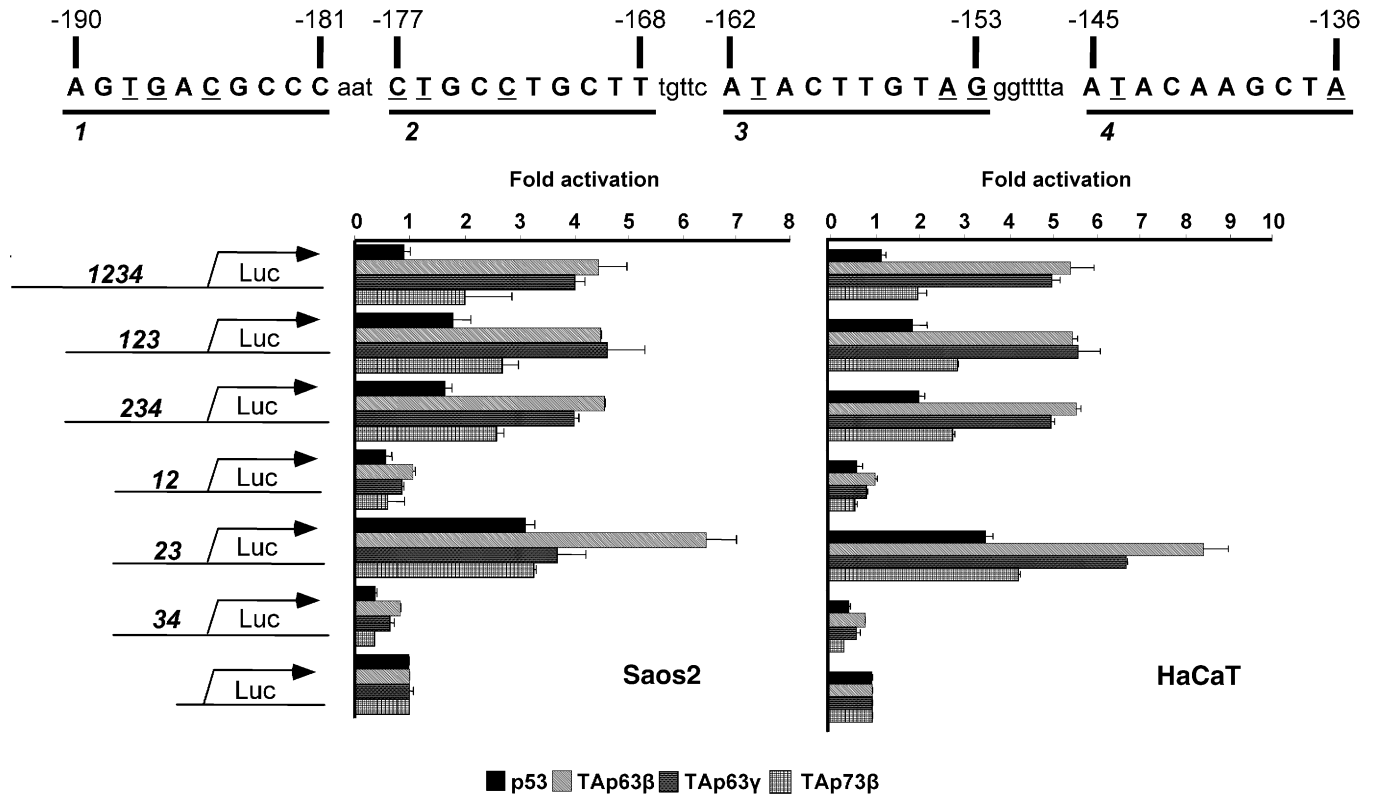 -190 -181 -177 -168 -162 -153 -145 -136
A G T G A C G C C C aat C T G C C T G C T T tgttc A T A C T T G T A G ggtttta A T A C A A G C T A
1 2 3 4
Fold activation Fold activation
0 1 2 3 4 5 6 7 8 0 1 2 3 4 5 6 7 8 9 10
1234 Luc
123 Luc
234 Luc
12 Luc
23 Luc
34 Luc
Luc Saos2 HaCaT
p53 TAp63β TAp63γ TAp73β